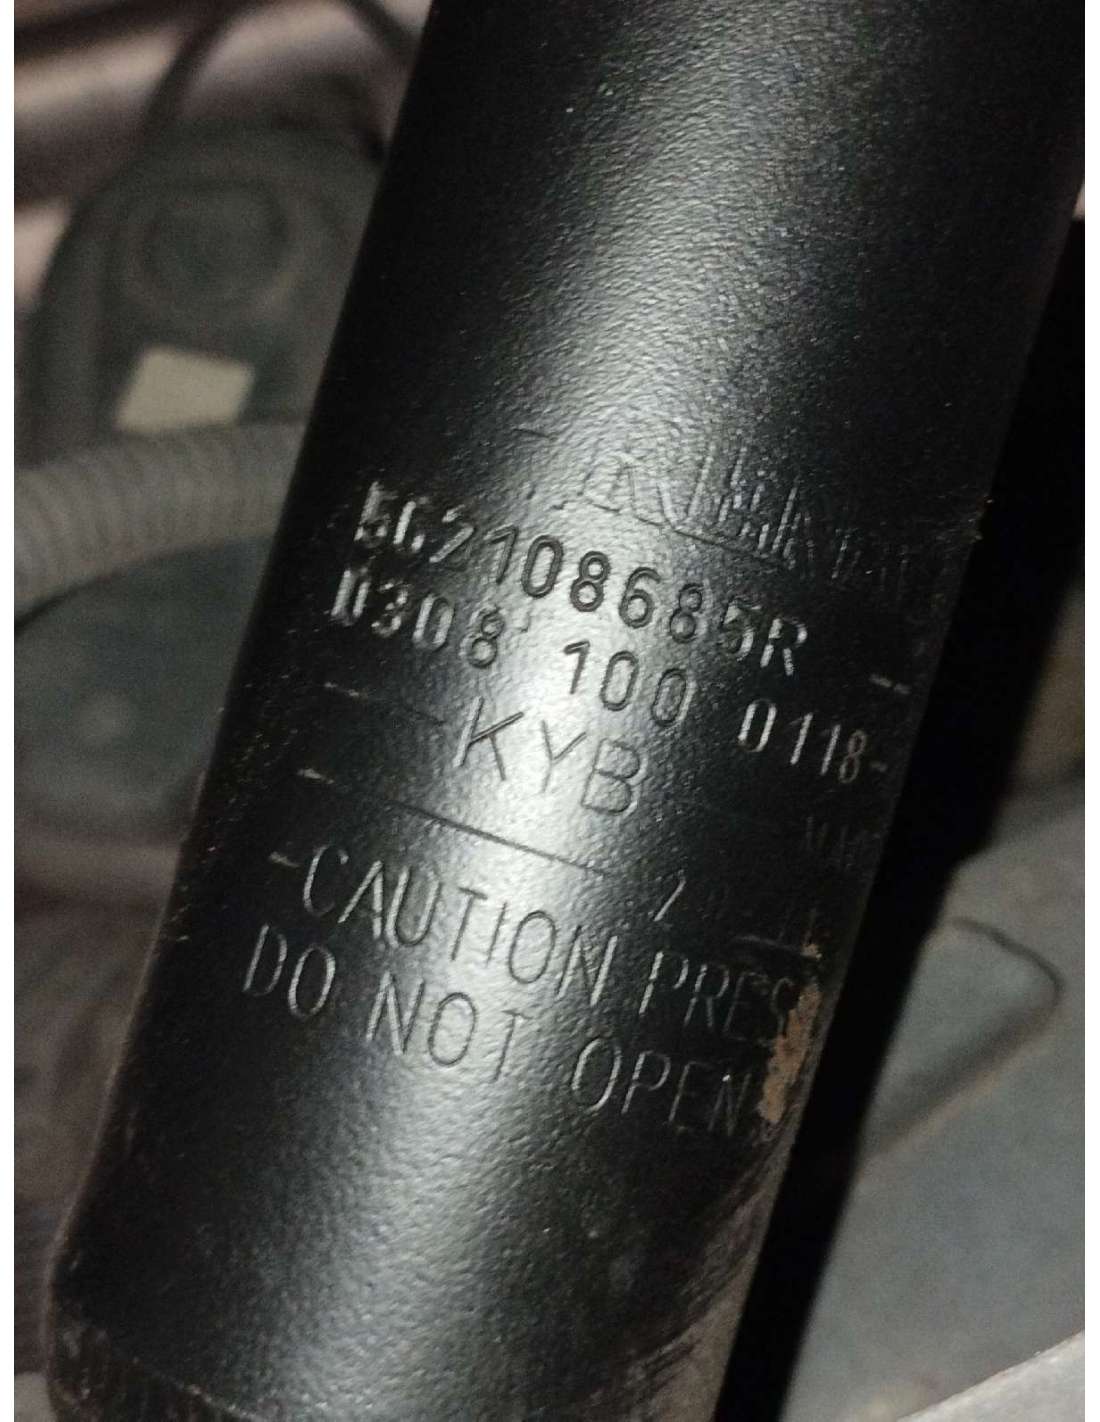 562108685R
0308 100 0118-
KYB
-CAUTION PRES
DO NOT OPEN